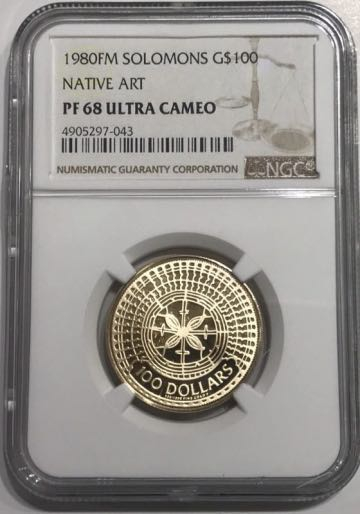 1980FM SOLOMONS G$100
NATIVE ART
PF 68 ULTRA CAMEO
4905297-043
NUMISMATIC GUARANTY CORPORATION
NGC
100 DOLLARS